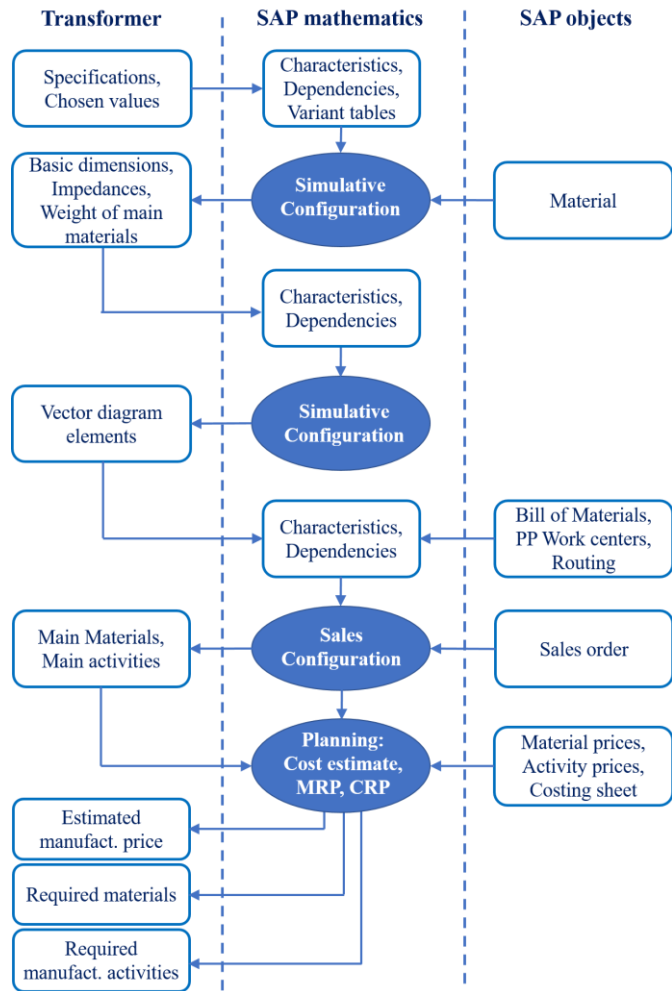 Transformer
SAP mathematics
SAP objects
Specifications,
Chosen values
Characteristics,
Dependencies,
Variant tables
Basic dimensions,
Impedances,
Weight of main
materials
Simulative
Configuration
Material
Characteristics,
Dependencies
Vector diagram
elements
Simulative
Configuration
Characteristics,
Dependencies
Bill of Materials,
PP Work centers,
Routing
Main Materials,
Main activities
Sales
Configuration
Sales order
Planning:
Cost estimate,
MRP, CRP
Material prices,
Activity prices,
Costing sheet
Estimated
manufact. price
Required materials
Required
manufact. activities